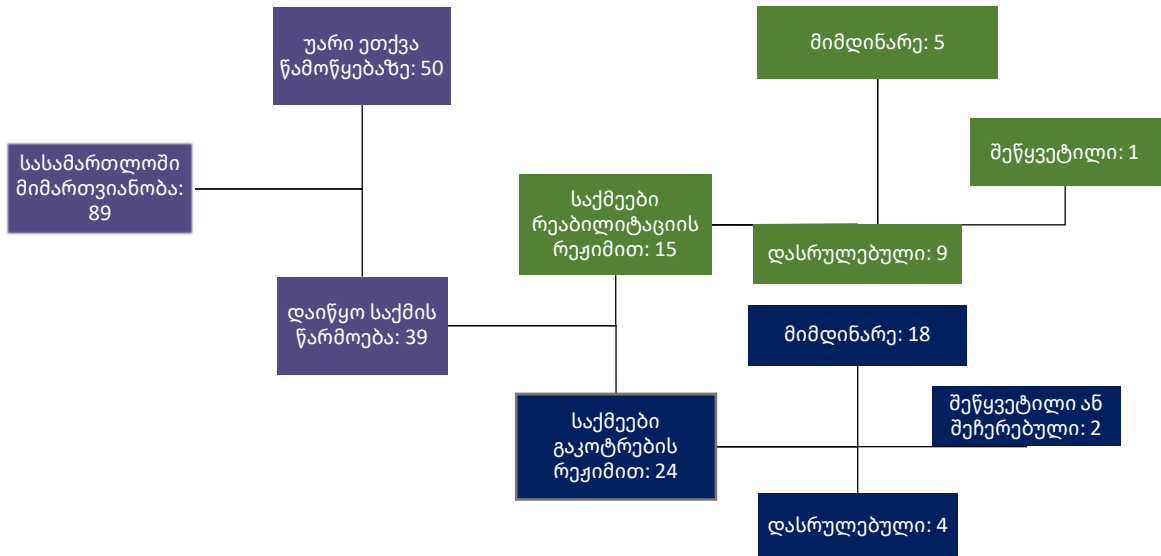 უარი ეთქვა
წამოწყებაზე: 50
სასამართლოში
მიმართვიანობა:
89
დაიწყო საქმის
წარმოება: 39
მიმდინარე: 5
შეწყვეტილი: 1
საქმეები
რეაბილიტაციის
რეჟიმით: 15
დასრულებული: 9
მიმდინარე: 18
შეწყვეტილი ან
შეჩერებული: 2
საქმეები
გაკოტრების
რეჟიმით: 24
დასრულებული: 4